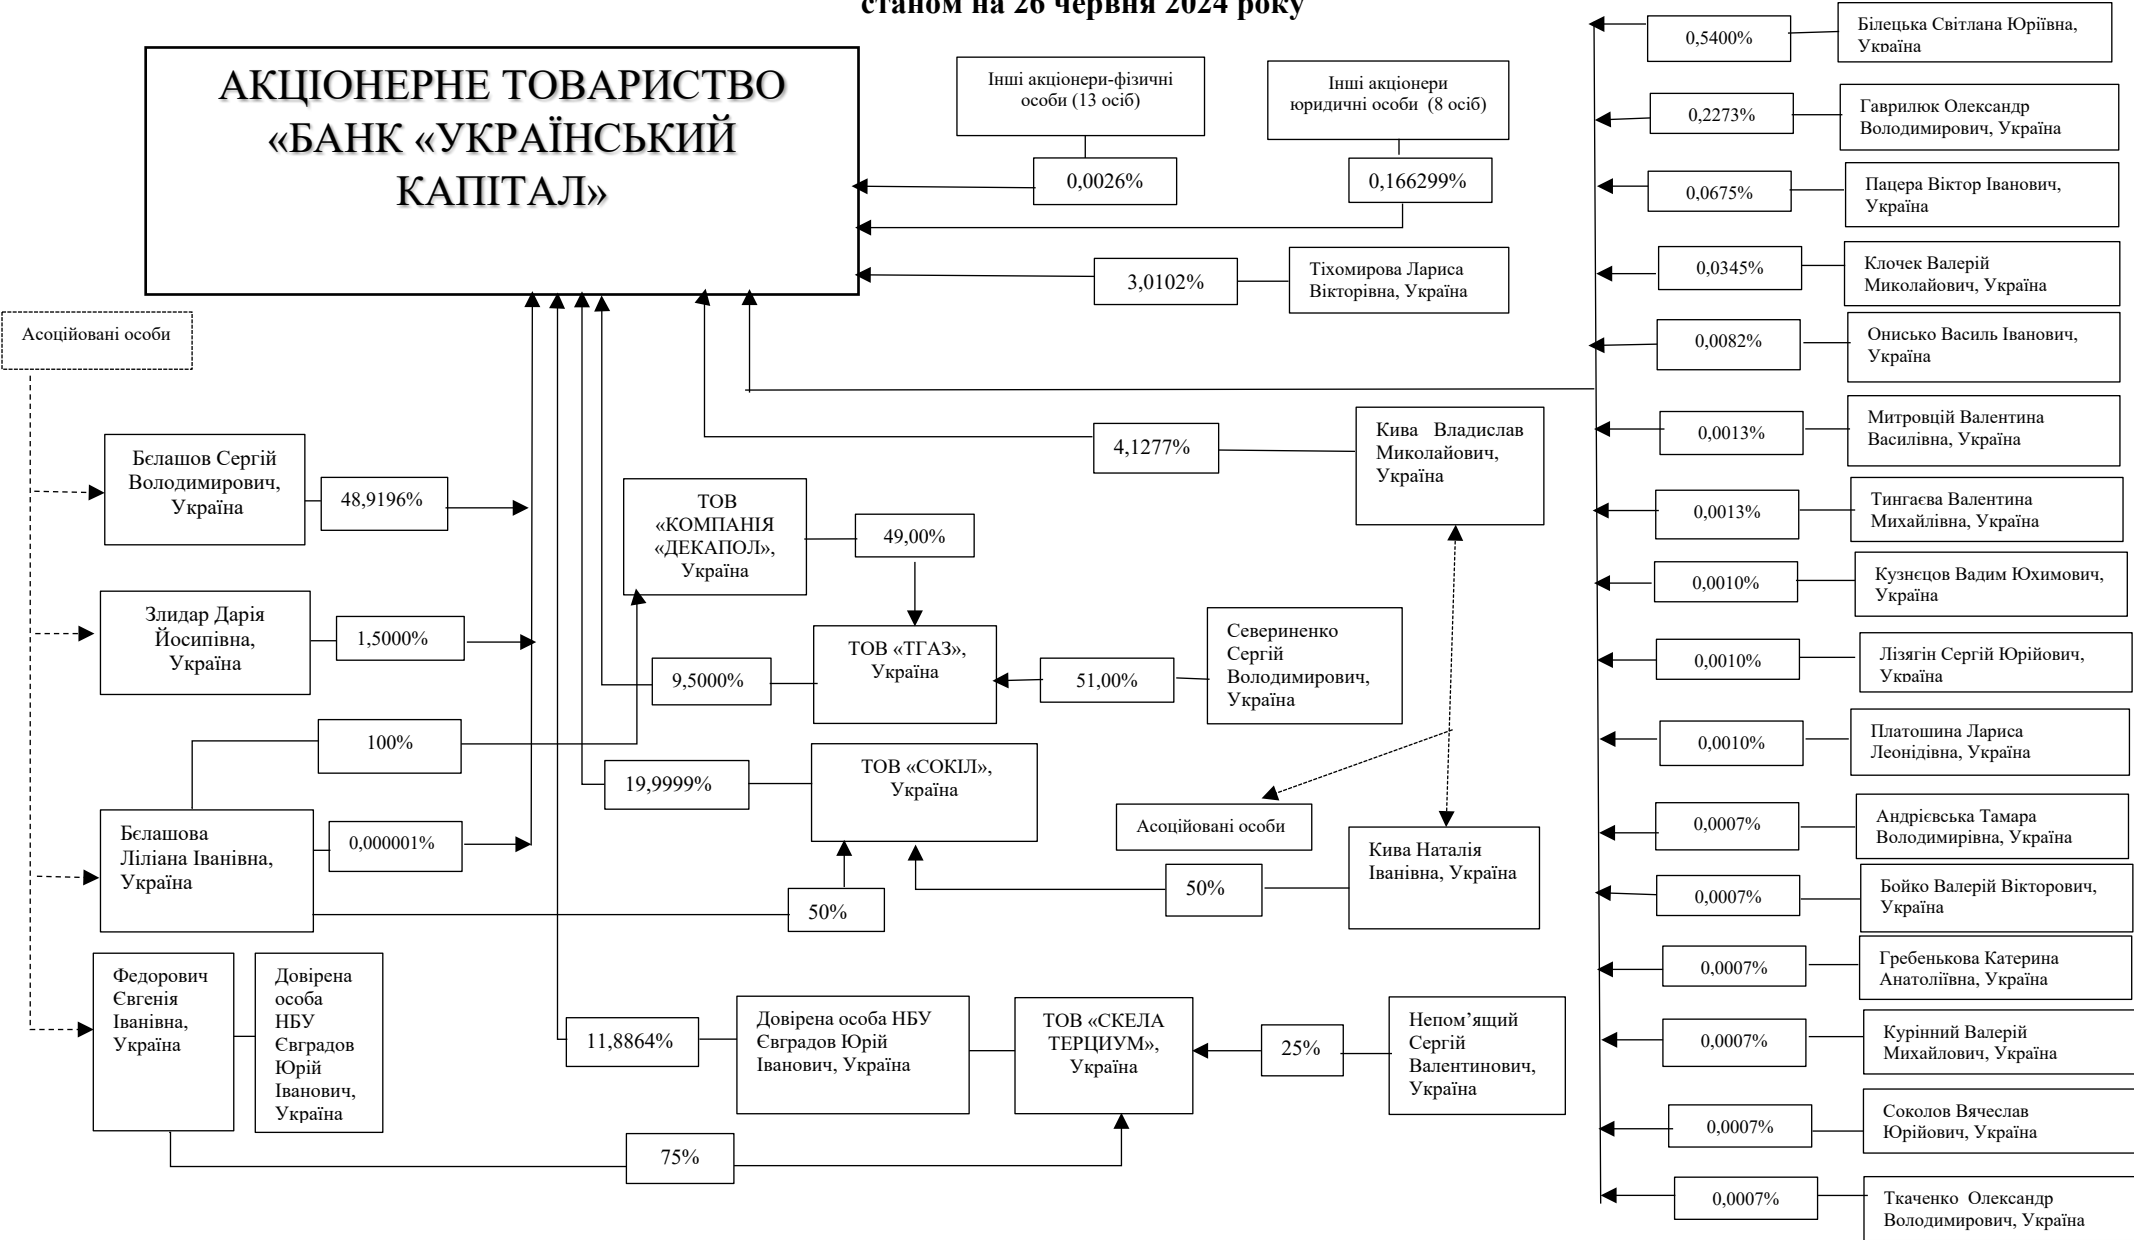 станом на 26 червня 2024 року
АКЦІОНЕРНЕ ТОВАРИСТВО
«БАНК «УКРАЇНСЬКИЙ
КАПІТАЛ»
Інші акціонери-фізичні
особи (13 осіб)
0,0026%
Інші акціонери
юридичні особи (8 осіб)
0,166299%
3,0102%
Тіхомирова Лариса
Вікторівна, Україна
Асоційовані особи
Бєлашов Сергій
Володимирович,
Україна
48,9196%
Злидар Дарія
Йосипівна,
Україна
1,5000%
100%
Бєлашова
Ліліана Іванівна,
Україна
0,000001%
50%
Федорович
Євгенія
Іванівна,
Україна
Довірена
особа
НБУ
Євградов
Юрій
Іванович,
Україна
75%
ТОВ
«КОМПАНІЯ
«ДЕКАПОЛ»,
Україна
49,00%
9,5000%
ТОВ «ТГАЗ»,
Україна
51,00%
Севериненко
Сергій
Володимирович,
Україна
19,9999%
ТОВ «СОКІЛ»,
Україна
4,1277%
Кива Владислав
Миколайович,
Україна
Асоційовані особи
50%
Кива Наталія
Іванівна, Україна
11,8864%
Довірена особа НБУ
Євградов Юрій
Іванович, Україна
ТОВ «СКЕЛА
ТЕРЦИУМ»,
Україна
25%
Непом’ящий
Сергій
Валентинович,
Україна
0,5400%
Білецька Світлана Юріївна,
Україна
0,2273%
Гаврилюк Олександр
Володимирович, Україна
0,0675%
Пацера Віктор Іванович,
Україна
0,0345%
Клочек Валерій
Миколайович, Україна
0,0082%
Онисько Василь Іванович,
Україна
0,0013%
Митровцій Валентина
Василівна, Україна
0,0013%
Тингаєва Валентина
Михайлівна, Україна
0,0010%
Кузнєцов Вадим Юхимович,
Україна
0,0010%
Лізягін Сергій Юрійович,
Україна
0,0010%
Платошина Лариса
Леонідівна, Україна
0,0007%
Андрієвська Тамара
Володимирівна, Україна
0,0007%
Бойко Валерій Вікторович,
Україна
0,0007%
Гребенькова Катерина
Анатоліївна, Україна
0,0007%
Курінний Валерій
Михайлович, Україна
0,0007%
Соколов Вячеслав
Юрійович, Україна
0,0007%
Ткаченко Олександр
Володимирович, Україна